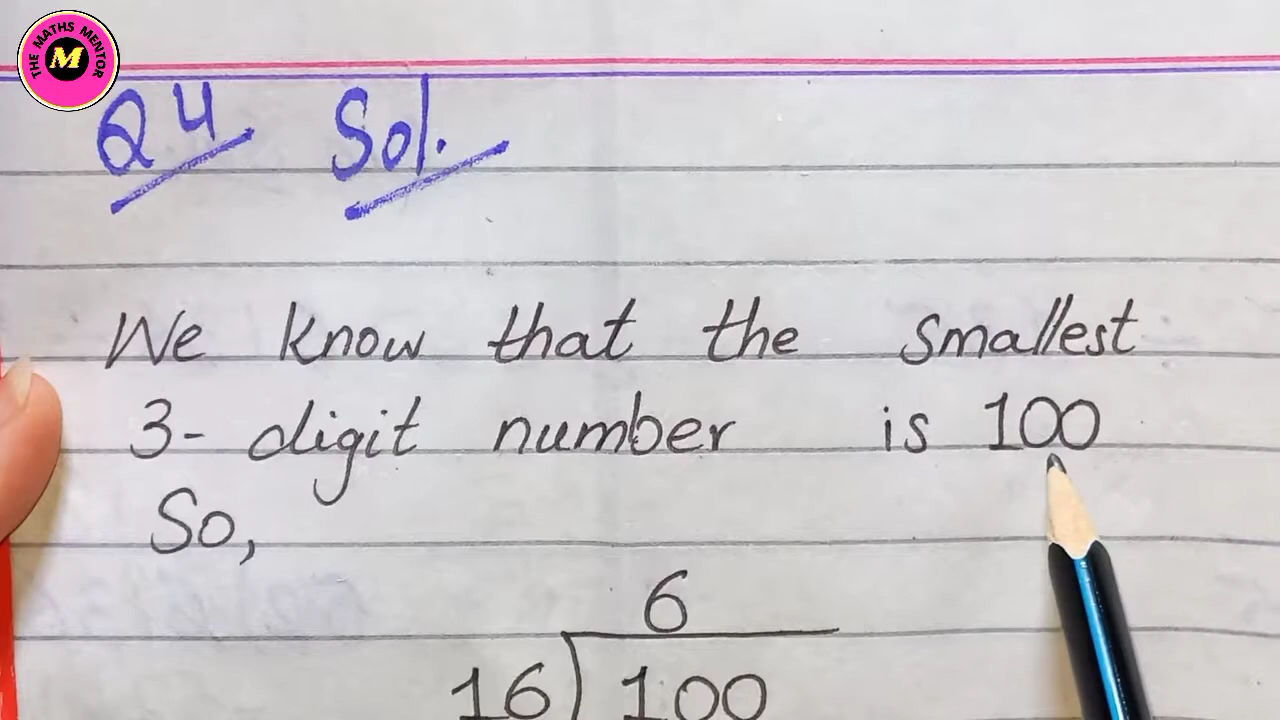 THE MATHS MENTOR
M
Q4 Sol.
We know that the smallest
3- digit number is 100
So,
6
16) 100